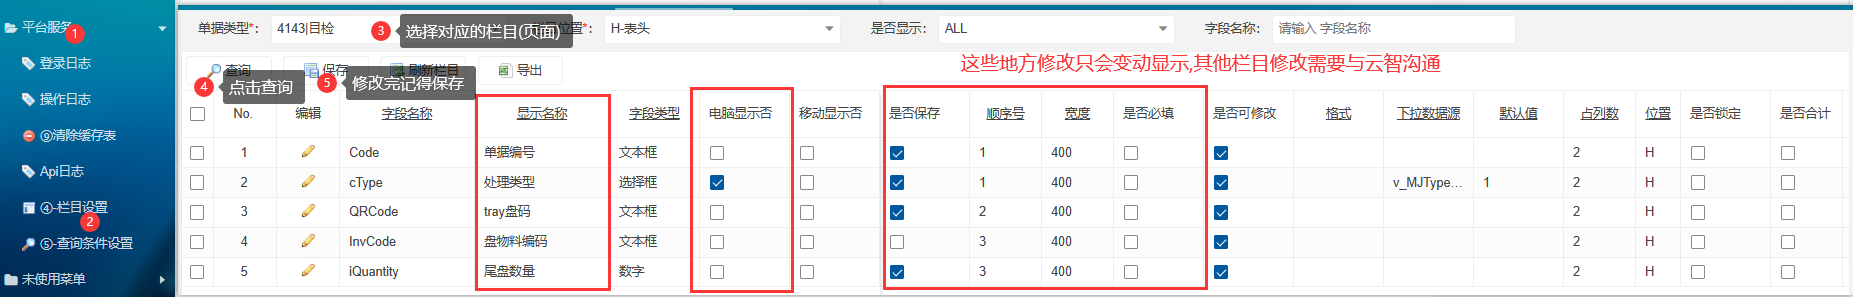 平台服务
1
登录日志
操作日志
⑨清除缓存表
Api日志
④-栏目设置
2
⑤-查询条件设置
未使用菜单
单据类型*:
4143|目检
3
选择对应的栏目(页面)
位置*:
H-表头
是否显示:
ALL
字段名称:
请输入 字段名称
查询
保存
刷新栏目
导出
4
点击查询
5
修改完记得保存
这些地方修改只会变动显示,其他栏目修改需要与云智沟通
No. 编辑 字段名称 显示名称 字段类型 电脑显示否 移动显示否 是否保存 顺序号 宽度 是否必填 是否可修改 格式 下拉数据源 默认值 占列数 位置 是否锁定 是否合计
1 Code 单据编号 文本框 1 400 2 H
2 cType 处理类型 选择框 1 400 v_MJType... 1 2 H
3 QRCode tray盘码 文本框 2 400 2 H
4 InvCode 盘物料编码 文本框 3 400 2 H
5 iQuantity 尾盘数量 数字 3 400 2 H